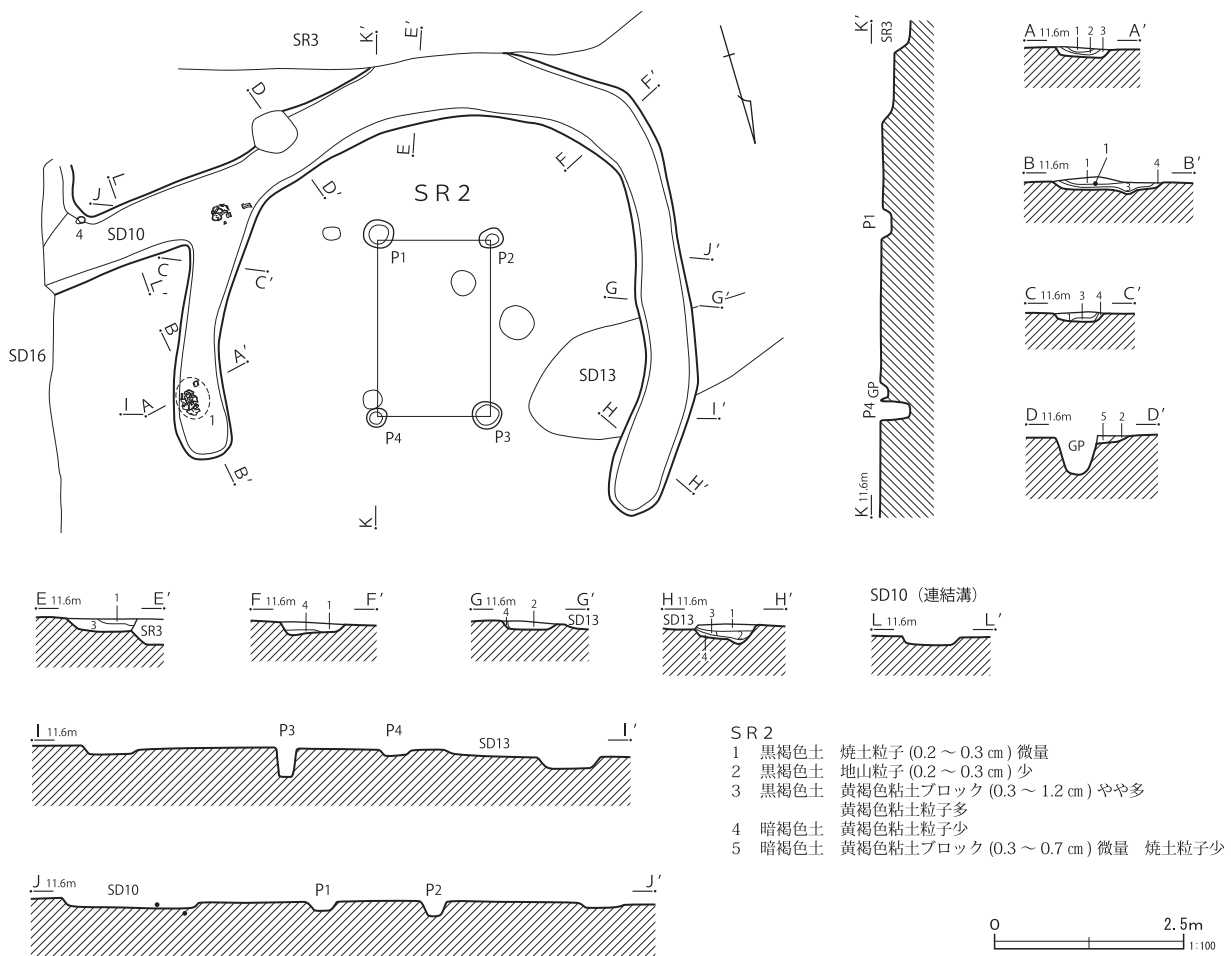 SR3
K'
E'
D
F'
E
F
D'
SR2
J
L
4
SD10
P1
P2
J'
C
C'
L'
G
G'
B
A'
SD16
SD13
I
A
1
H
I'
P4
P3
B'
H'
K
K'
SR3
P1
GP
P4
K 11.6m
A 11.6m 1 2 3 A'
1
B 11.6m 1 3 4 B'
C 11.6m 1 3 4 C'
D 11.6m 5 2 D'
GP
E 11.6m 1 E'
3 SR3
F 11.6m 4 1 F'
G 11.6m 4 2 G'
SD13
H 11.6m 3 1 H'
SD13 2
4
SD10（連結溝）
L 11.6m L'
I 11.6m P3 P4 SD13 I'
J 11.6m SD10 P1 P2 J'
SR2
1 黒褐色土 焼土粒子 (0.2 ～ 0.3 ㎝ ) 微量
2 黒褐色土 地山粒子 (0.2 ～ 0.3 ㎝ ) 少
3 黒褐色土 黄褐色粘土ブロック (0.3 ～ 1.2 ㎝ ) やや多
黄褐色粘土粒子多
4 暗褐色土 黄褐色粘土粒子少
5 暗褐色土 黄褐色粘土ブロック (0.3 ～ 0.7 ㎝ ) 微量 焼土粒子少
0 2.5m
1:100